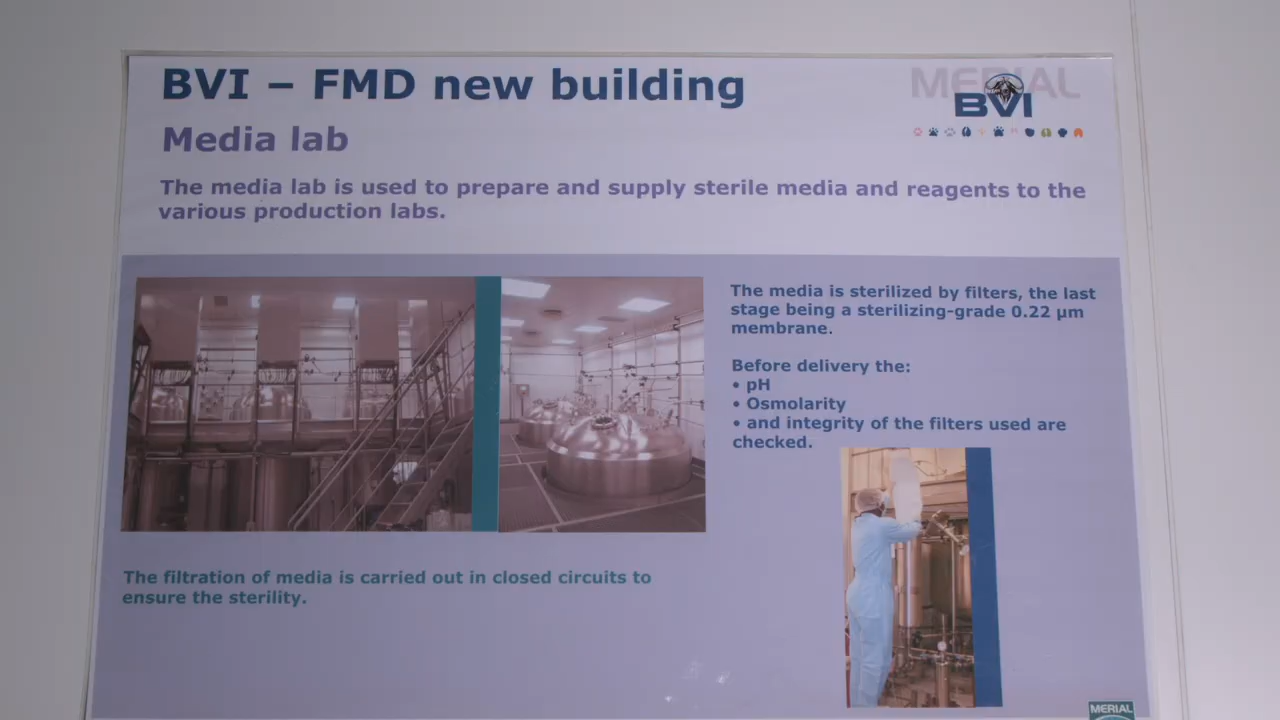 BVI – FMD new building
MERIAL
BVI
Media lab
The media lab is used to prepare and supply sterile media and reagents to the
various production labs.
The media is sterilized by filters, the last
stage being a sterilizing-grade 0.22 µm
membrane.
Before delivery the:
• pH
• Osmolarity
• and integrity of the filters used are
checked.
The filtration of media is carried out in closed circuits to
ensure the sterility.
MERIAL